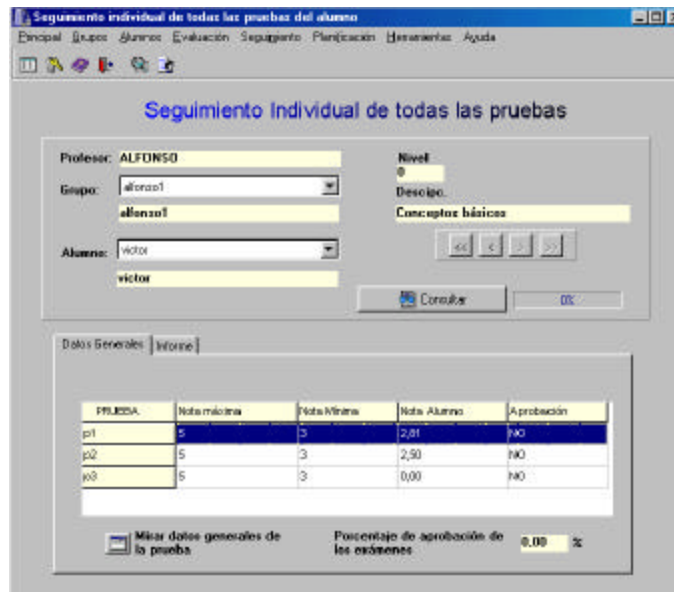 Seguimiento individual de todas las pruebas del alumno
Principal Grupos Alumnos Evaluación Seguimiento Planificación Herramientas Ayuda
Seguimiento Individual de todas las pruebas
Profesor: ALFONSO
Nivel
0
Grupo: alfonso1
Descipc.
alfonso1
Conceptos básicos
<< < > >>
Alumno: victor
victor
Consultar
0%
Datos Generales Informe
PRUEBA Nota máxima Nota Mínima Nota Alumno Aprobación
p1 5 3 2,81 NO
p2 5 3 2,50 NO
3 5 3 0,00 NO
Mirar datos generales de
la prueba
Porcentaje de aprobación de
los exámenes
0.00 %